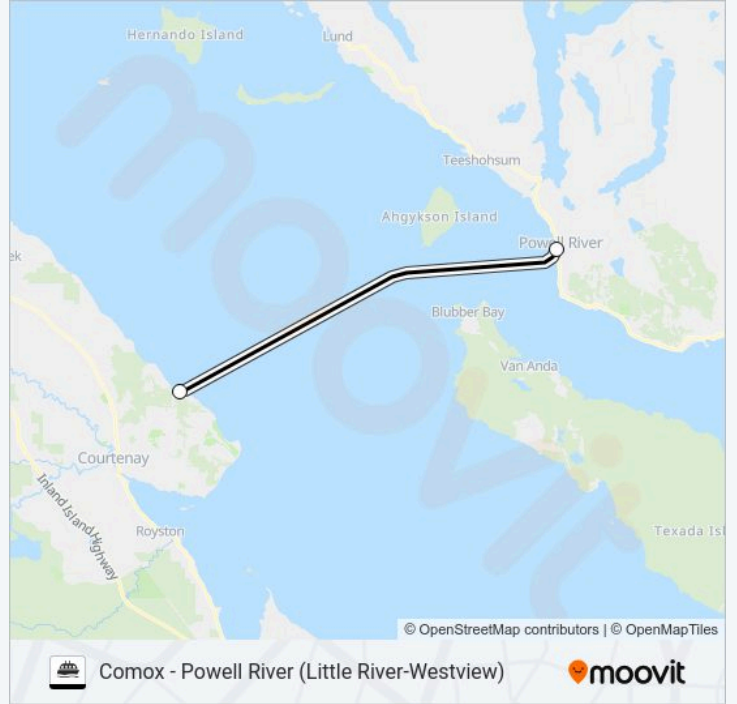 Hernando Island
Lund
Teeshohsum
Ahgykson Island
Powell River
ek
Blubber Bay
Van Anda
Courtenay
Inland Island Highway
Royston
Texada Isl
moovit
© OpenStreetMap contributors | © OpenMapTiles
Comox - Powell River (Little River-Westview)
moovit